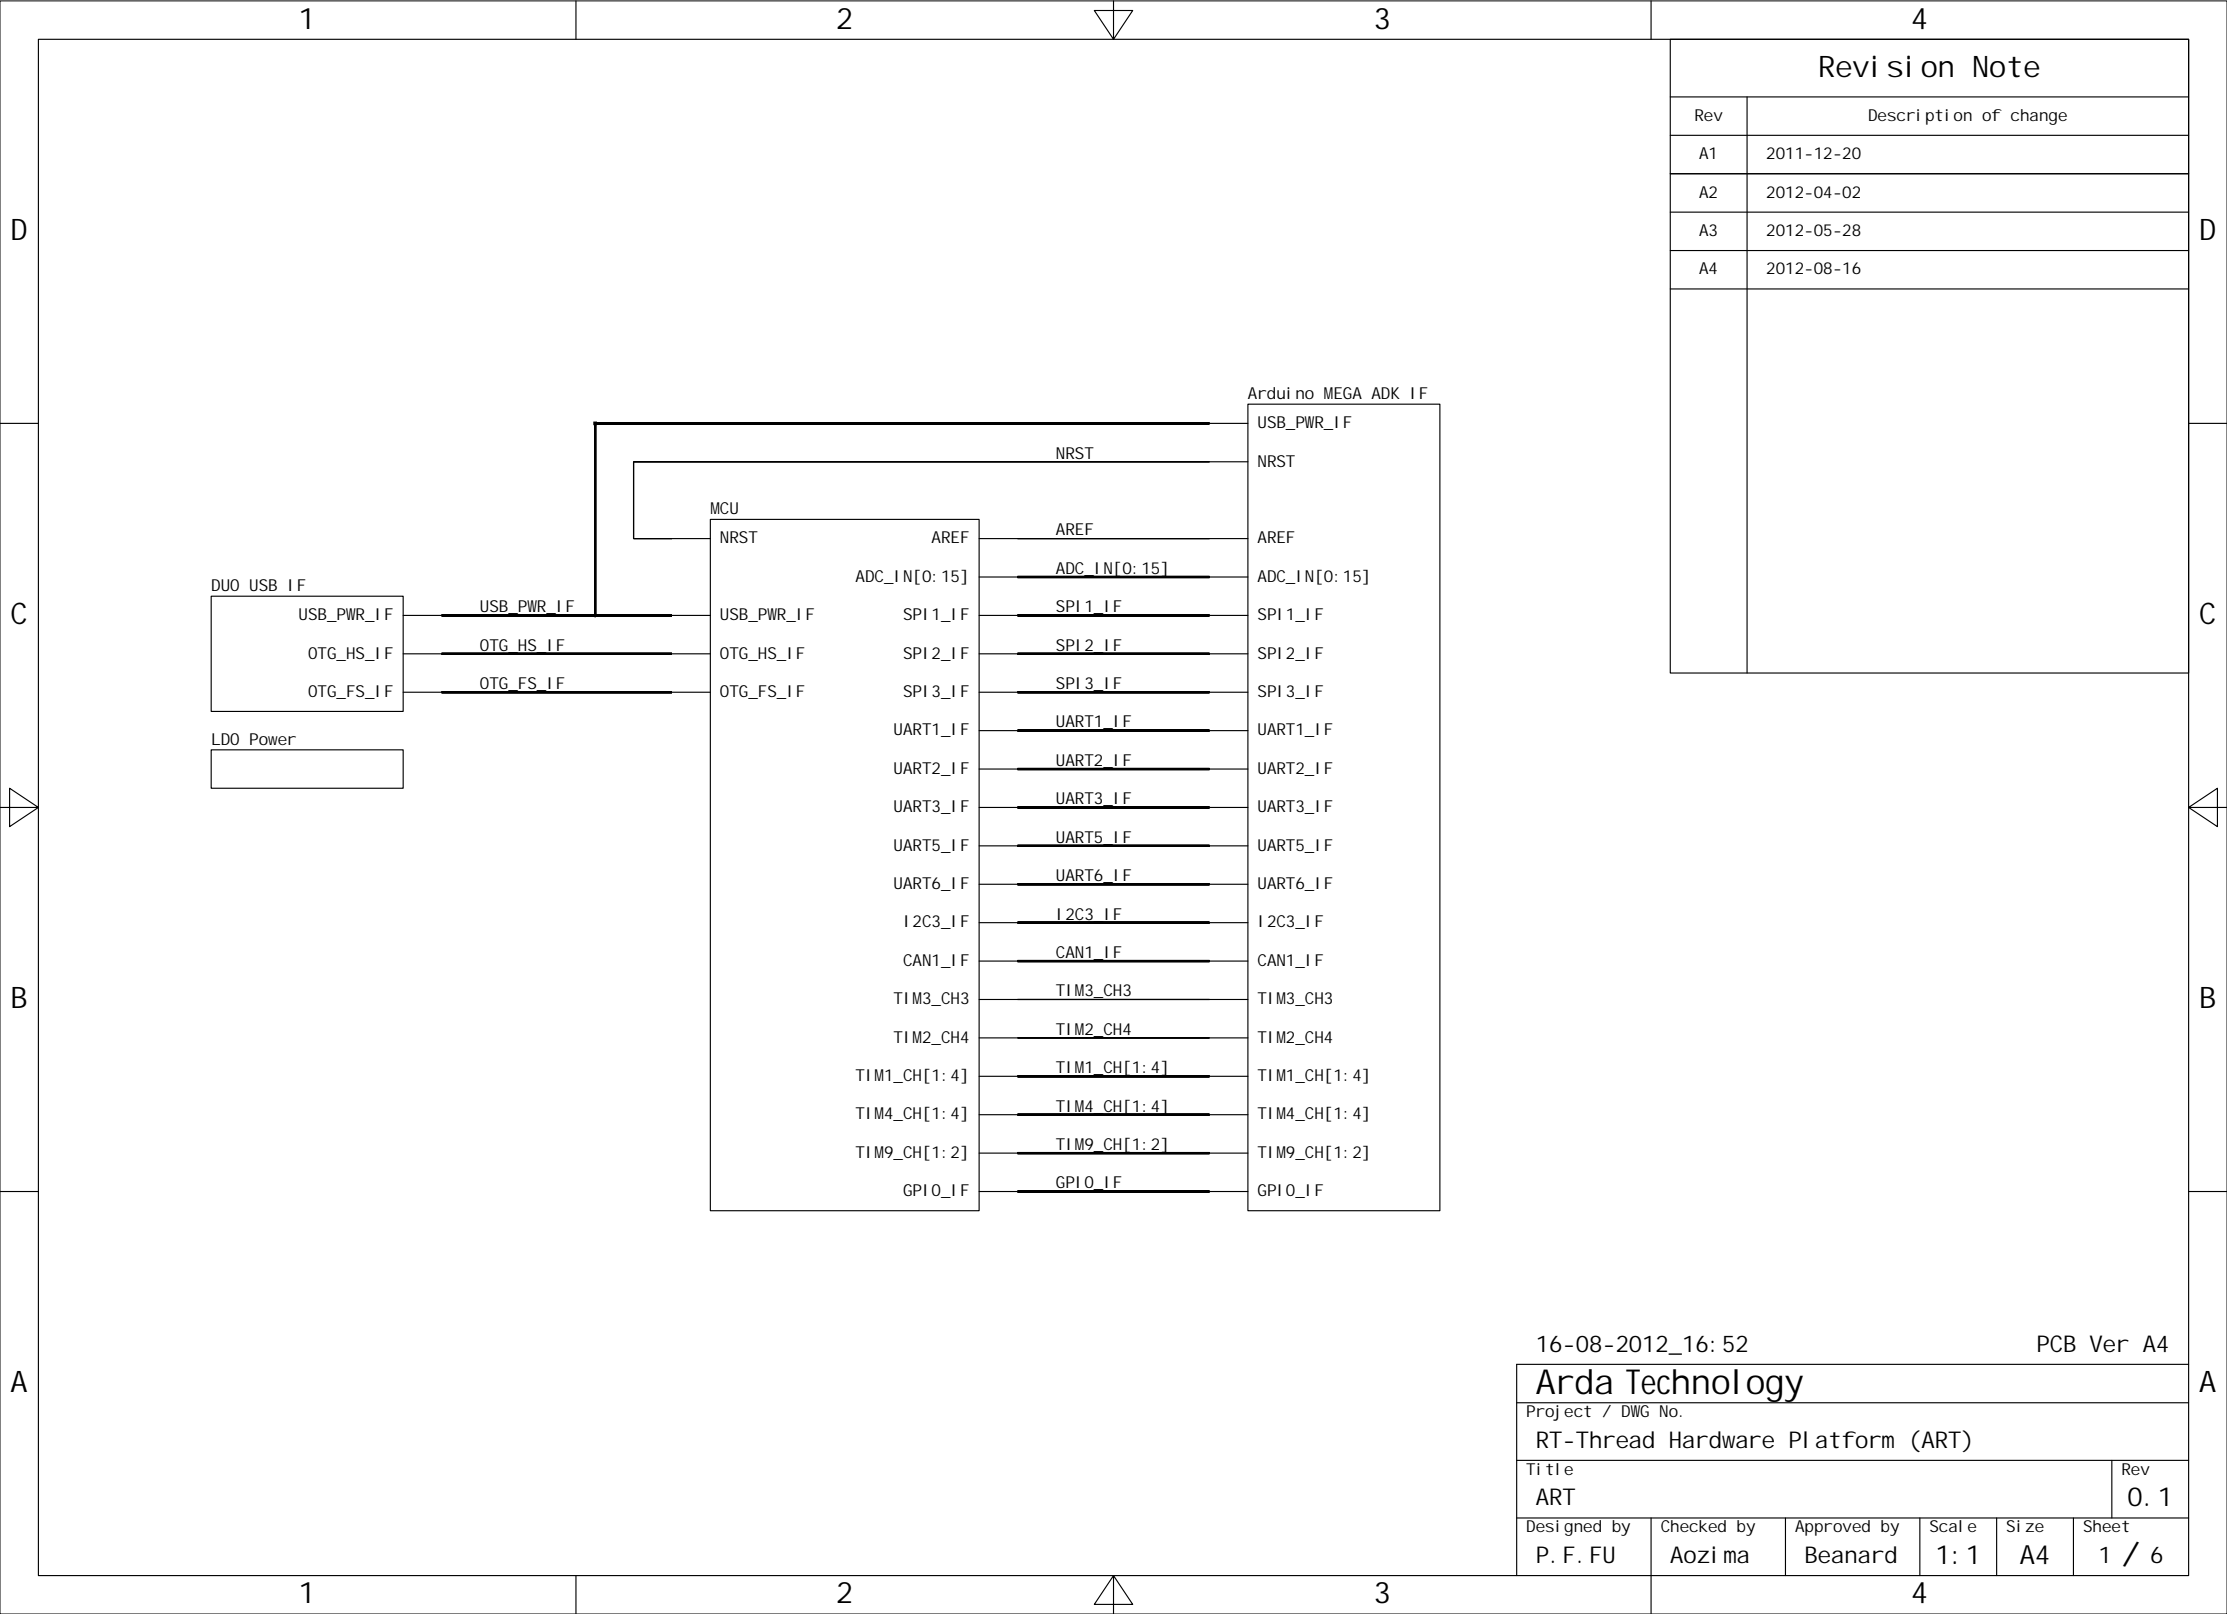 1 2 3 4
Revision Note
Rev Description of change
A1 2011-12-20
A2 2012-04-02
A3 2012-05-28
A4 2012-08-16
D D
Arduino MEGA ADK IF
USB_PWR_IF
NRST NRST
MCU
NRST AREF AREF AREF
ADC_IN[0:15] ADC_IN[0:15] ADC_IN[0:15]
DUO USB IF
C C
USB_PWR_IF USB_PWR_IF USB_PWR_IF SPI1_IF SPI1_IF SPI1_IF
OTG_HS_IF OTG_HS_IF OTG_HS_IF SPI2_IF SPI2_IF SPI2_IF
OTG_FS_IF OTG_FS_IF OTG_FS_IF SPI3_IF SPI3_IF SPI3_IF
UART1_IF UART1_IF UART1_IF
LDO Power
UART2_IF UART2_IF UART2_IF
UART3_IF UART3_IF UART3_IF
UART5_IF UART5_IF UART5_IF
UART6_IF UART6_IF UART6_IF
I2C3_IF I2C3_IF I2C3_IF
CAN1_IF CAN1_IF CAN1_IF
B B
TIM3_CH3 TIM3_CH3 TIM3_CH3
TIM2_CH4 TIM2_CH4 TIM2_CH4
TIM1_CH[1:4] TIM1_CH[1:4] TIM1_CH[1:4]
TIM4_CH[1:4] TIM4_CH[1:4] TIM4_CH[1:4]
TIM9_CH[1:2] TIM9_CH[1:2] TIM9_CH[1:2]
GPIO_IF GPIO_IF GPIO_IF
16-08-2012_16:52 PCB Ver A4
A A
Arda Technology
Project / DWG No.
RT-Thread Hardware Platform (ART)
Title Rev
ART 0.1
Designed by Checked by Approved by Scale Size Sheet
P.F.FU Aozima Beanard 1:1 A4 1 / 6
1 2 3 4